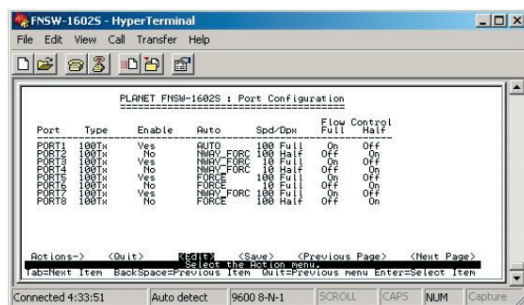 FNSW-1602S - HyperTerminal
File Edit View Call Transfer Help
PLANET FNSW-1602S : Port Configuration
Flow Control
Port Type Enable Auto Spd/Dpx Full Half
PORT1 100Tx Yes AUTO 100 Full On Off
PORT2 100Tx No NWAY_FORC 100 Half Off On
PORT3 100Tx Yes NWAY_FORC 10 Full On Off
PORT4 100Tx No NWAY_FORC 10 Half Off On
PORT5 100Tx Yes FORCE 100 Full On Off
PORT6 100Tx No FORCE 10 Full Off On
PORT7 100Tx Yes NWAY_FORC 100 Full On Off
PORT8 100Tx No FORCE 100 Half Off On
Actions-> <Quit> <Edit> <Save> <Previous Page> <Next Page>
Select the Action menu.
Tab=Next Item BackSpace=Previous Item Quit=Previous menu Enter=Select Item
Connected 4:33:51 Auto detect 9600 8-N-1 SCROLL CAPS NUM Capture